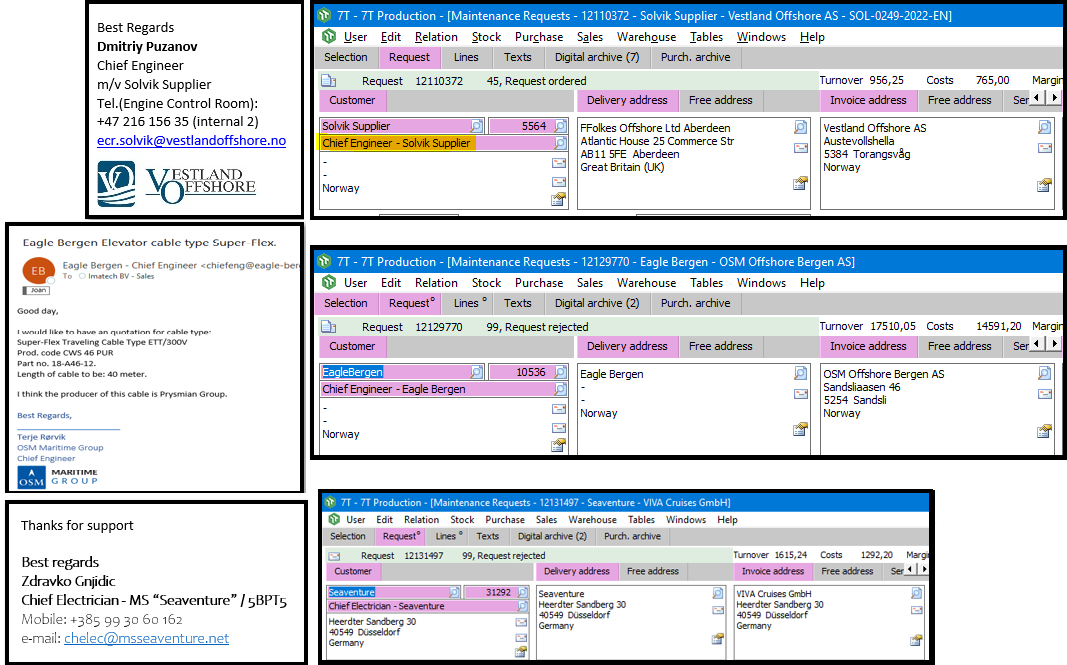 Best Regards
Dmitriy Puzanov
Chief Engineer
m/v Solvik Supplier
Tel.(Engine Control Room):
+47 216 156 35 (internal 2)
ecr.solvik@vestlandoffshore.no
VESTLAND
OFFSHORE
7T - 7T Production - [Maintenance Requests - 12110372 - Solvik Supplier - Vestland Offshore AS - SOL-0249-2022-EN]
User Edit Relation Stock Purchase Sales Warehouse Tables Windows Help
Selection Request Lines Texts Digital archive (7) Purch. archive
Request 12110372 45, Request ordered Turnover 956,25 Costs 765,00 Margin
Customer Delivery address Free address Invoice address Free address Ser
Solvik Supplier 5564
Chief Engineer - Solvik Supplier
-
-
Norway
FFolkes Offshore Ltd Aberdeen
Atlantic House 25 Commerce Str
AB11 5FE Aberdeen
Great Britain (UK)
Vestland Offshore AS
Austevollshella
5384 Torangsvåg
Norway
Eagle Bergen Elevator cable type Super-Flex.
EB
Eagle Bergen - Chief Engineer <chiefeng@eagle-ber
To Imatech BV - Sales
Joan
Good day,
I would like to have an quotation for cable type:
Super-Flex Traveling Cable Type ETT/300V
Prod. code CWS 46 PUR
Part no. 18-A46-12.
Length of cable to be: 40 meter.
I think the producer of this cable is Prysmian Group.
Best Regards,
Terje Rørvik
OSM Maritime Group
Chief Engineer
OSM
MARITIME
GROUP
7T - 7T Production - [Maintenance Requests - 12129770 - Eagle Bergen - OSM Offshore Bergen AS]
User Edit Relation Stock Purchase Sales Warehouse Tables Windows Help
Selection Request° Lines ° Texts Digital archive (2) Purch. archive
Request 12129770 99, Request rejected Turnover 17510,05 Costs 14591,20 Margin
Customer Delivery address Free address Invoice address Free address Ser
EagleBergen 10536
Chief Engineer - Eagle Bergen
-
-
Norway
Eagle Bergen
-
-
Norway
OSM Offshore Bergen AS
Sandsliaasen 46
5254 Sandsli
Norway
Thanks for support
Best regards
Zdravko Gnjidic
Chief Electrician - MS “Seaventure” / 5BPT5
Mobile: +385 99 30 60 162
e-mail: chelec@msseaventure.net
7T - 7T Production - [Maintenance Requests - 12131497 - Seaventure - VIVA Cruises GmbH]
User Edit Relation Stock Purchase Sales Warehouse Tables Windows Help
Selection Request° Lines ° Texts Digital archive (2) Purch. archive
Request 12131497 99, Request rejected Turnover 1615,24 Costs 1292,20 Margi
Customer Delivery address Free address Invoice address Free address Ser
Seaventure 31292
Chief Electrician - Seaventure
Heerdter Sandberg 30
40549 Düsseldorf
Germany
Seaventure
Heerdter Sandberg 30
40549 Düsseldorf
Germany
VIVA Cruises GmbH
Heerdter Sandberg 30
40549 Düsseldorf
Germany